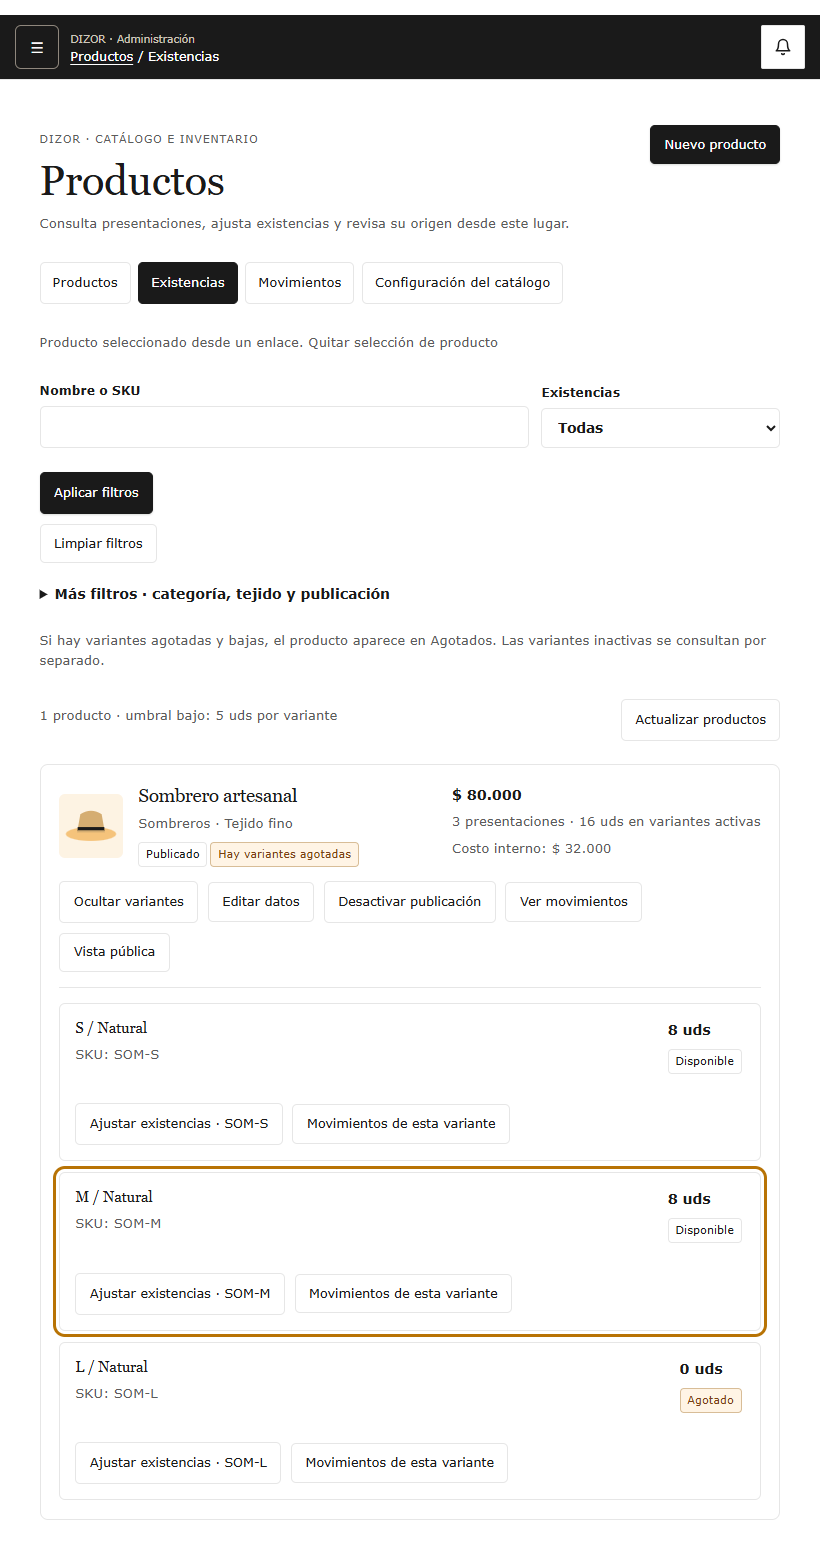 DIZOR · Administración
Productos / Existencias
DIZOR · CATÁLOGO E INVENTARIO
Nuevo producto
Productos
Consulta presentaciones, ajusta existencias y revisa su origen desde este lugar.
Productos
Existencias
Movimientos
Configuración del catálogo
Producto seleccionado desde un enlace. Quitar selección de producto
Nombre o SKU
Existencias
Todas
Aplicar filtros
Limpiar filtros
Más filtros · categoría, tejido y publicación
Si hay variantes agotadas y bajas, el producto aparece en Agotados. Las variantes inactivas se consultan por
separado.
1 producto · umbral bajo: 5 uds por variante
Actualizar productos
Sombrero artesanal
Sombreros · Tejido fino
Publicado
Hay variantes agotadas
$ 80.000
3 presentaciones · 16 uds en variantes activas
Costo interno: $ 32.000
Ocultar variantes
Editar datos
Desactivar publicación
Ver movimientos
Vista pública
S / Natural
SKU: SOM-S
8 uds
Disponible
Ajustar existencias · SOM-S
Movimientos de esta variante
M / Natural
SKU: SOM-M
8 uds
Disponible
Ajustar existencias · SOM-M
Movimientos de esta variante
L / Natural
SKU: SOM-L
0 uds
Agotado
Ajustar existencias · SOM-L
Movimientos de esta variante